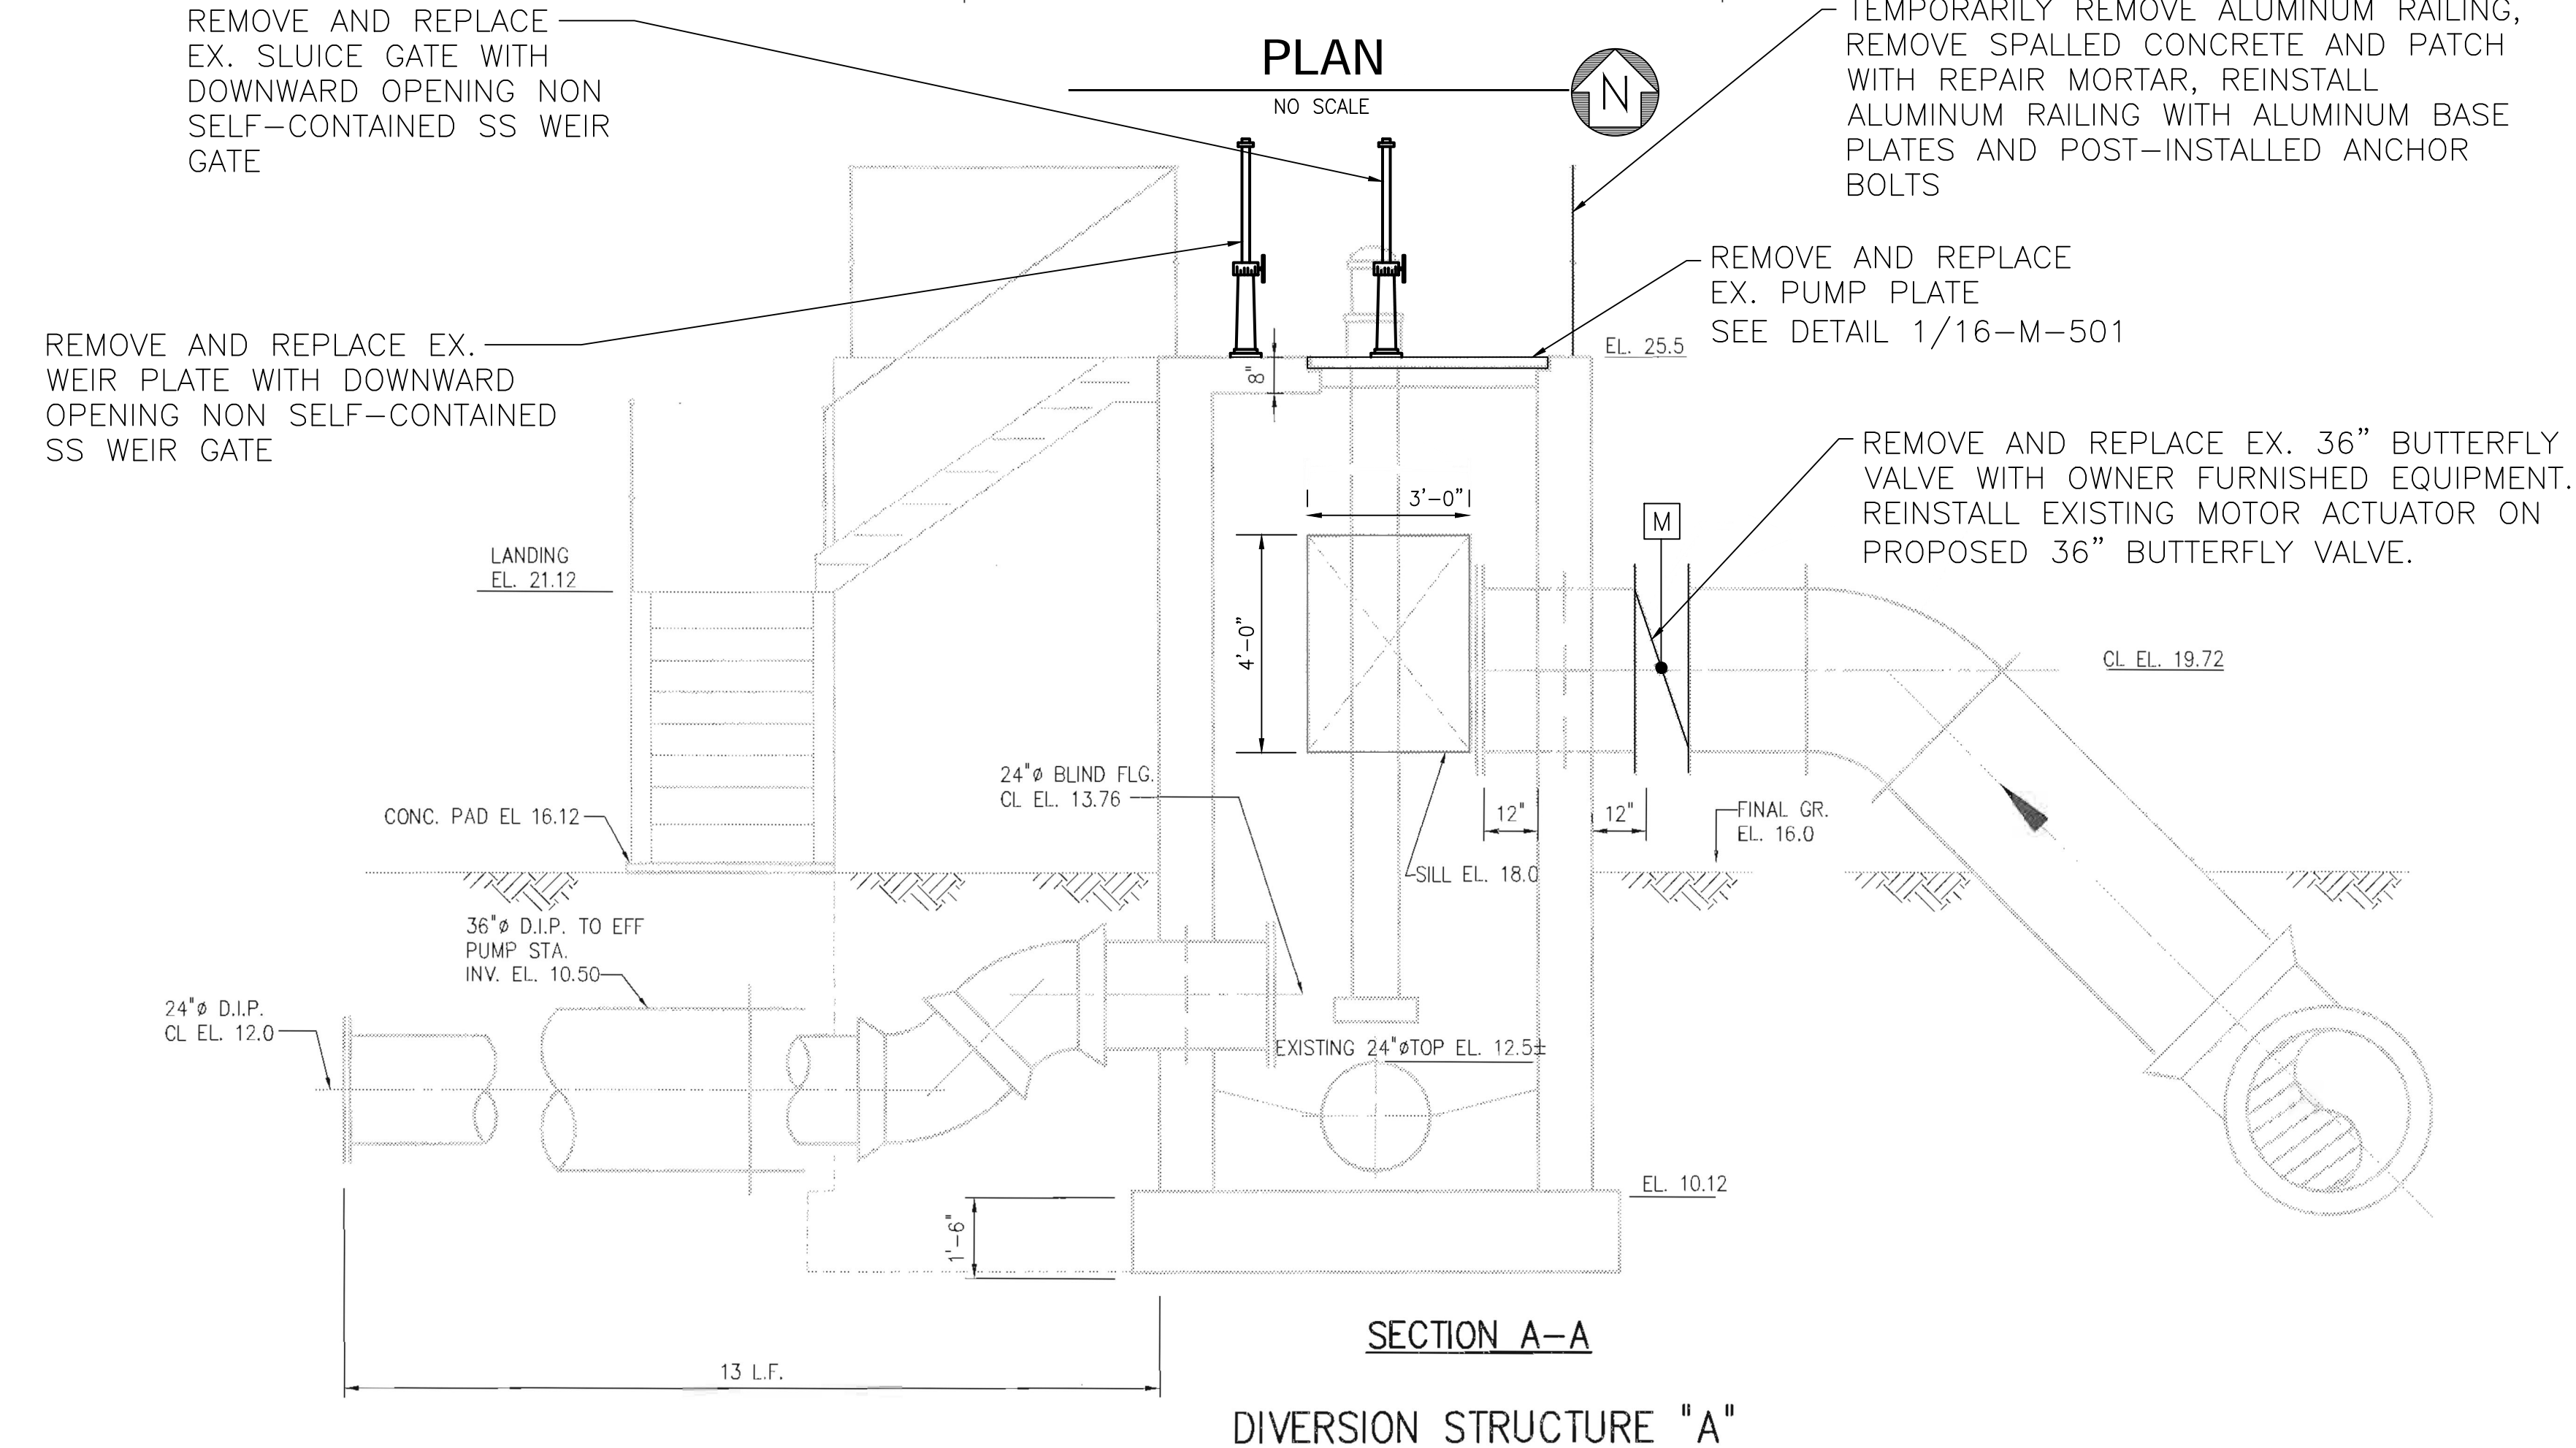 REMOVE AND REPLACE
EX. SLUICE GATE WITH
DOWNWARD OPENING NON
SELF-CONTAINED SS WEIR
GATE
PLAN
NO SCALE
N
TEMPORARILY REMOVE ALUMINUM RAILING,
REMOVE SPALLED CONCRETE AND PATCH
WITH REPAIR MORTAR, REINSTALL
ALUMINUM RAILING WITH ALUMINUM BASE
PLATES AND POST-INSTALLED ANCHOR
BOLTS
REMOVE AND REPLACE
EX. PUMP PLATE
SEE DETAIL 1/16-M-501
EL. 25.5
8"
REMOVE AND REPLACE EX.
WEIR PLATE WITH DOWNWARD
OPENING NON SELF-CONTAINED
SS WEIR GATE
REMOVE AND REPLACE EX. 36" BUTTERFLY
VALVE WITH OWNER FURNISHED EQUIPMENT.
REINSTALL EXISTING MOTOR ACTUATOR ON
PROPOSED 36" BUTTERFLY VALVE.
3'-0"
M
LANDING
EL. 21.12
4'-0"
CL EL. 19.72
24"ø BLIND FLG.
CL EL. 13.76
CONC. PAD EL 16.12
12"
12"
FINAL GR.
EL. 16.0
SILL EL. 18.0
36"ø D.I.P. TO EFF
PUMP STA.
INV. EL. 10.50
24"ø D.I.P.
CL EL. 12.0
EXISTING 24"øTOP EL. 12.5±
EL. 10.12
1'-6"
13 L.F.
SECTION A-A
DIVERSION STRUCTURE "A"